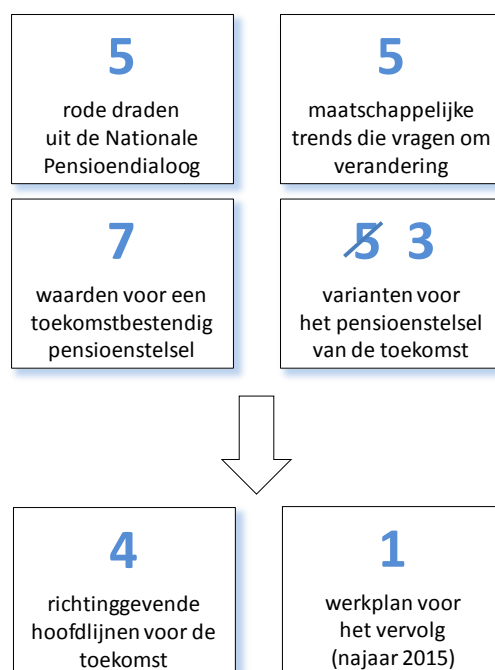 5
rode draden
uit de Nationale
Pensioendialoog
5
maatschappelijke
trends die vragen om
verandering
7
waarden voor een
toekomstbestendig
pensioenstelsel
5 3
varianten voor
het pensioenstelsel
van de toekomst
4
richtinggevende
hoofdlijnen voor de
toekomst
1
werkplan voor
het vervolg
(najaar 2015)